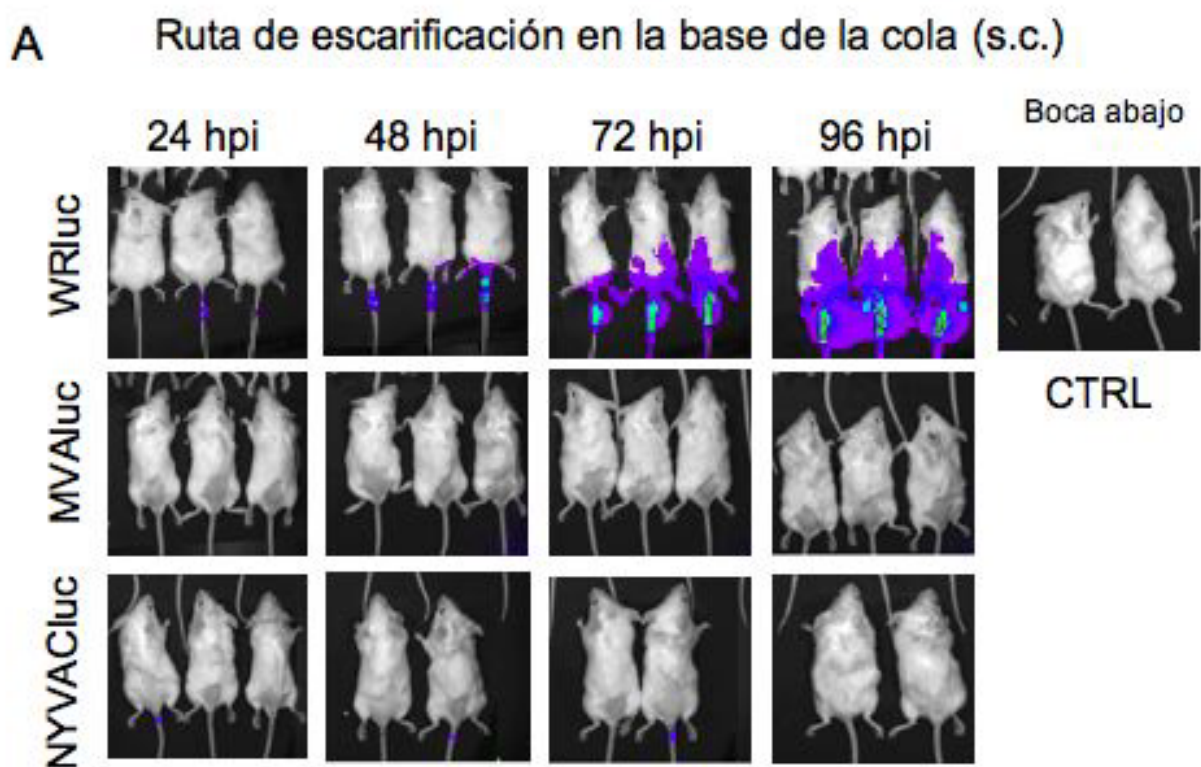 A
Ruta de escarificación en la base de la cola (s.c.)
24 hpi
48 hpi
72 hpi
96 hpi
Boca abajo
WRluc
CTRL
MVAluc
NYVACluc